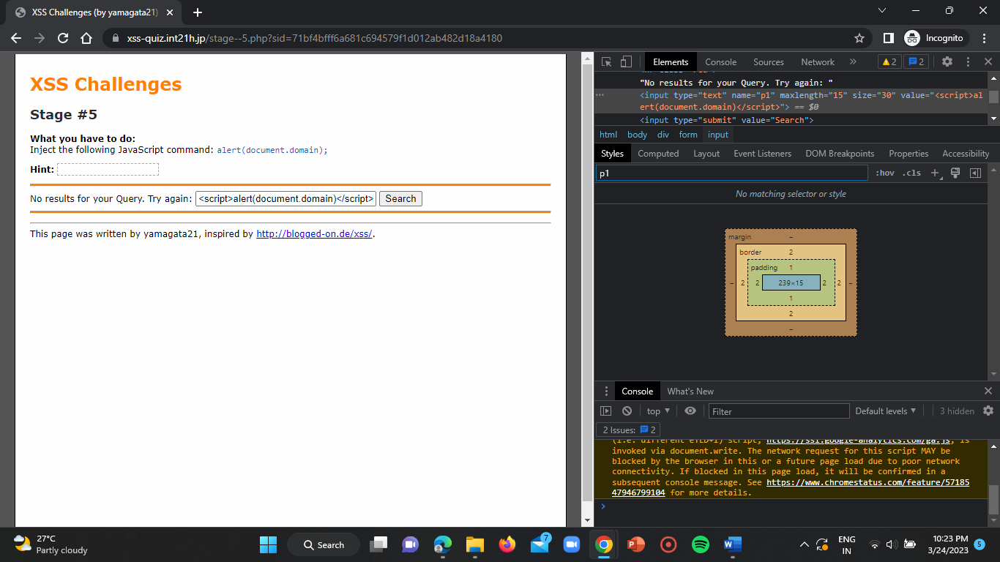 XSS Challenges (by yamagata21)
xss-quiz.int21h.jp/stage--5.php?sid=71bf4bfff6a681c694579f1d012ab482d18a4180
Incognito
XSS Challenges
Stage #5
What you have to do:
Inject the following JavaScript command: alert(document.domain);
Hint:
No results for your Query. Try again: <script>alert(document.domain)</script> Search
This page was written by yamagata21, inspired by http://blogged-on.de/xss/.
Elements Console Sources Network » 2 2
"No results for your Query. Try again: "
<input type="text" name="p1" maxlength="15" size="30" value="<script>al
ert(document.domain)</script>"> == $0
<input type="submit" value="Search">
html body div form input
Styles Computed Layout Event Listeners DOM Breakpoints Properties Accessibility
p1 :hov .cls
No matching selector or style
margin –
border 2
padding 1
– 2 2 239×15 2 2 –
1
2
–
Console What's New
top Filter Default levels 3 hidden
2 Issues: 2
(i.e. different eTLD+1) script, https://ssl.google-analytics.com/ga.js, is
invoked via document.write. The network request for this script MAY be
blocked by the browser in this or a future page load due to poor network
connectivity. If blocked in this page load, it will be confirmed in a
subsequent console message. See https://www.chromestatus.com/feature/57185
47946799104 for more details.
27°C
Partly cloudy
Search
7
ENG
IN
10:23 PM
3/24/2023
5